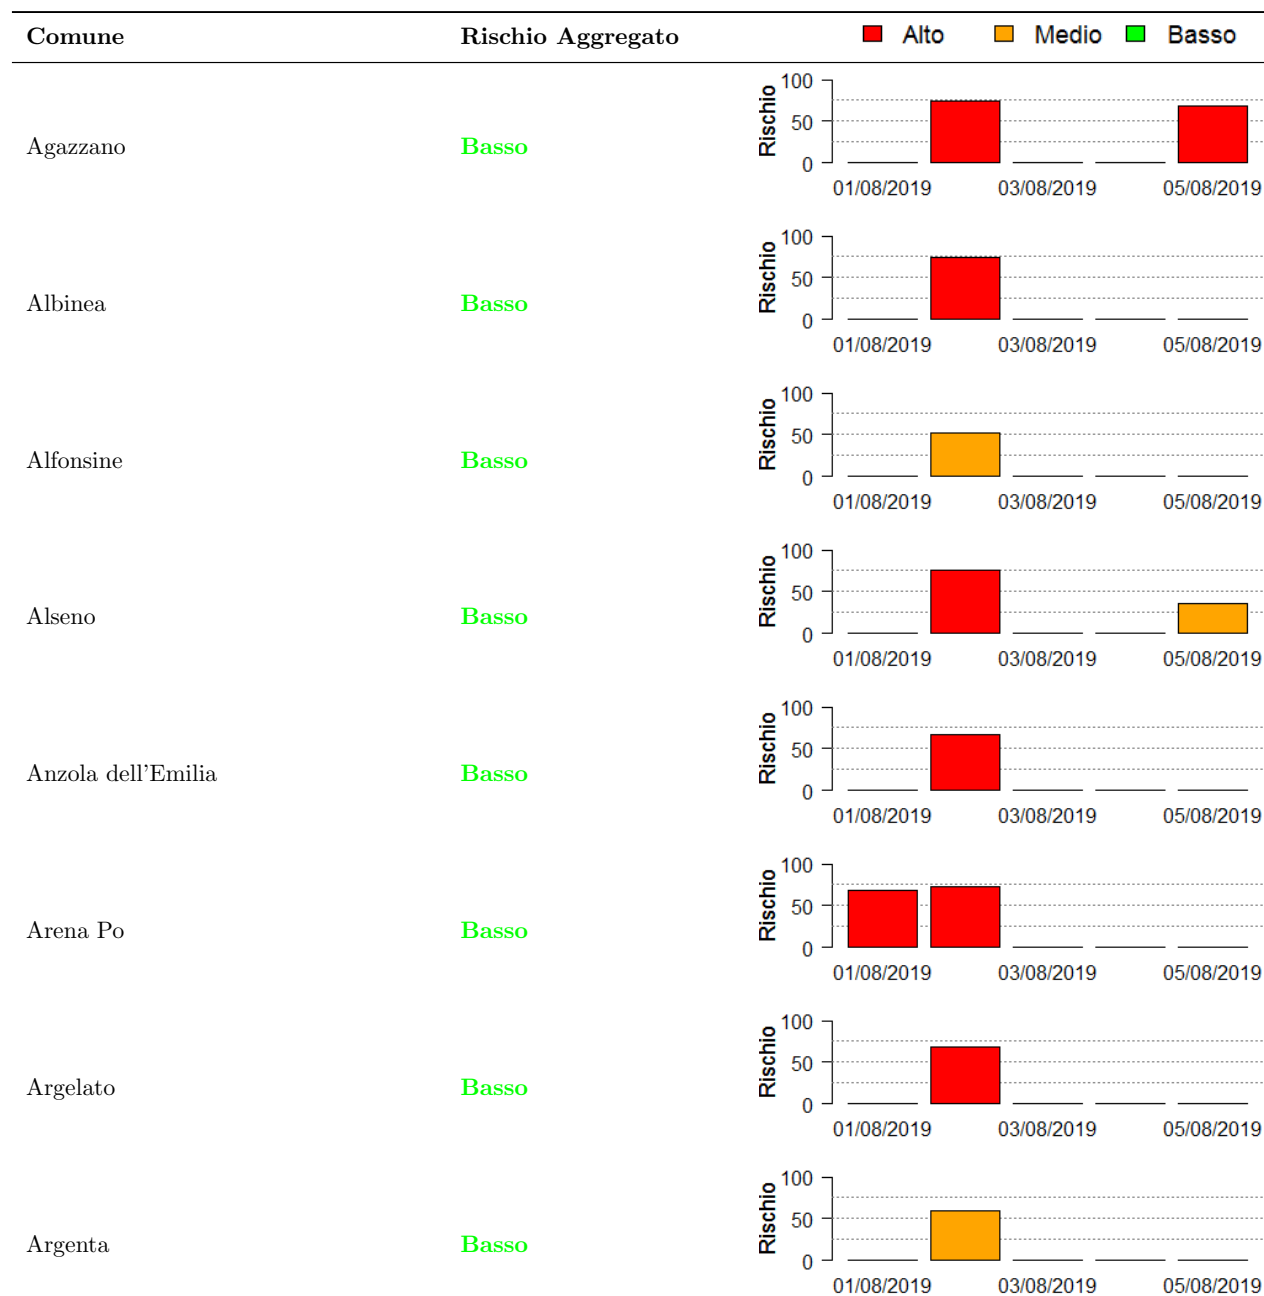 Comune Rischio Aggregato Alto Medio Basso
100
Rischio
50
Agazzano Basso
0
01/08/2019 03/08/2019 05/08/2019
100
Rischio
50
Albinea Basso
0
01/08/2019 03/08/2019 05/08/2019
100
Rischio
50
Alfonsine Basso
0
01/08/2019 03/08/2019 05/08/2019
100
Rischio
50
Alseno Basso
0
01/08/2019 03/08/2019 05/08/2019
100
Rischio
50
Anzola dell'Emilia Basso
0
01/08/2019 03/08/2019 05/08/2019
100
Rischio
50
Arena Po Basso
0
01/08/2019 03/08/2019 05/08/2019
100
Rischio
50
Argelato Basso
0
01/08/2019 03/08/2019 05/08/2019
100
Rischio
50
Argenta Basso
0
01/08/2019 03/08/2019 05/08/2019